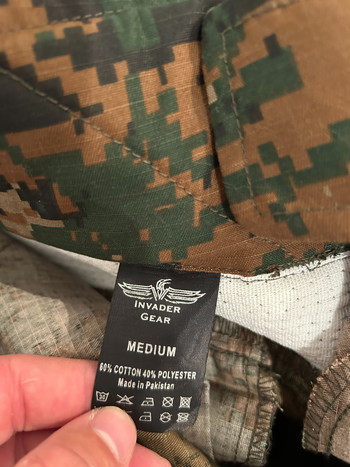 INVADER
GEAR
MEDIUM
60% COTTON 40% POLYESTER
Made in Pakistan